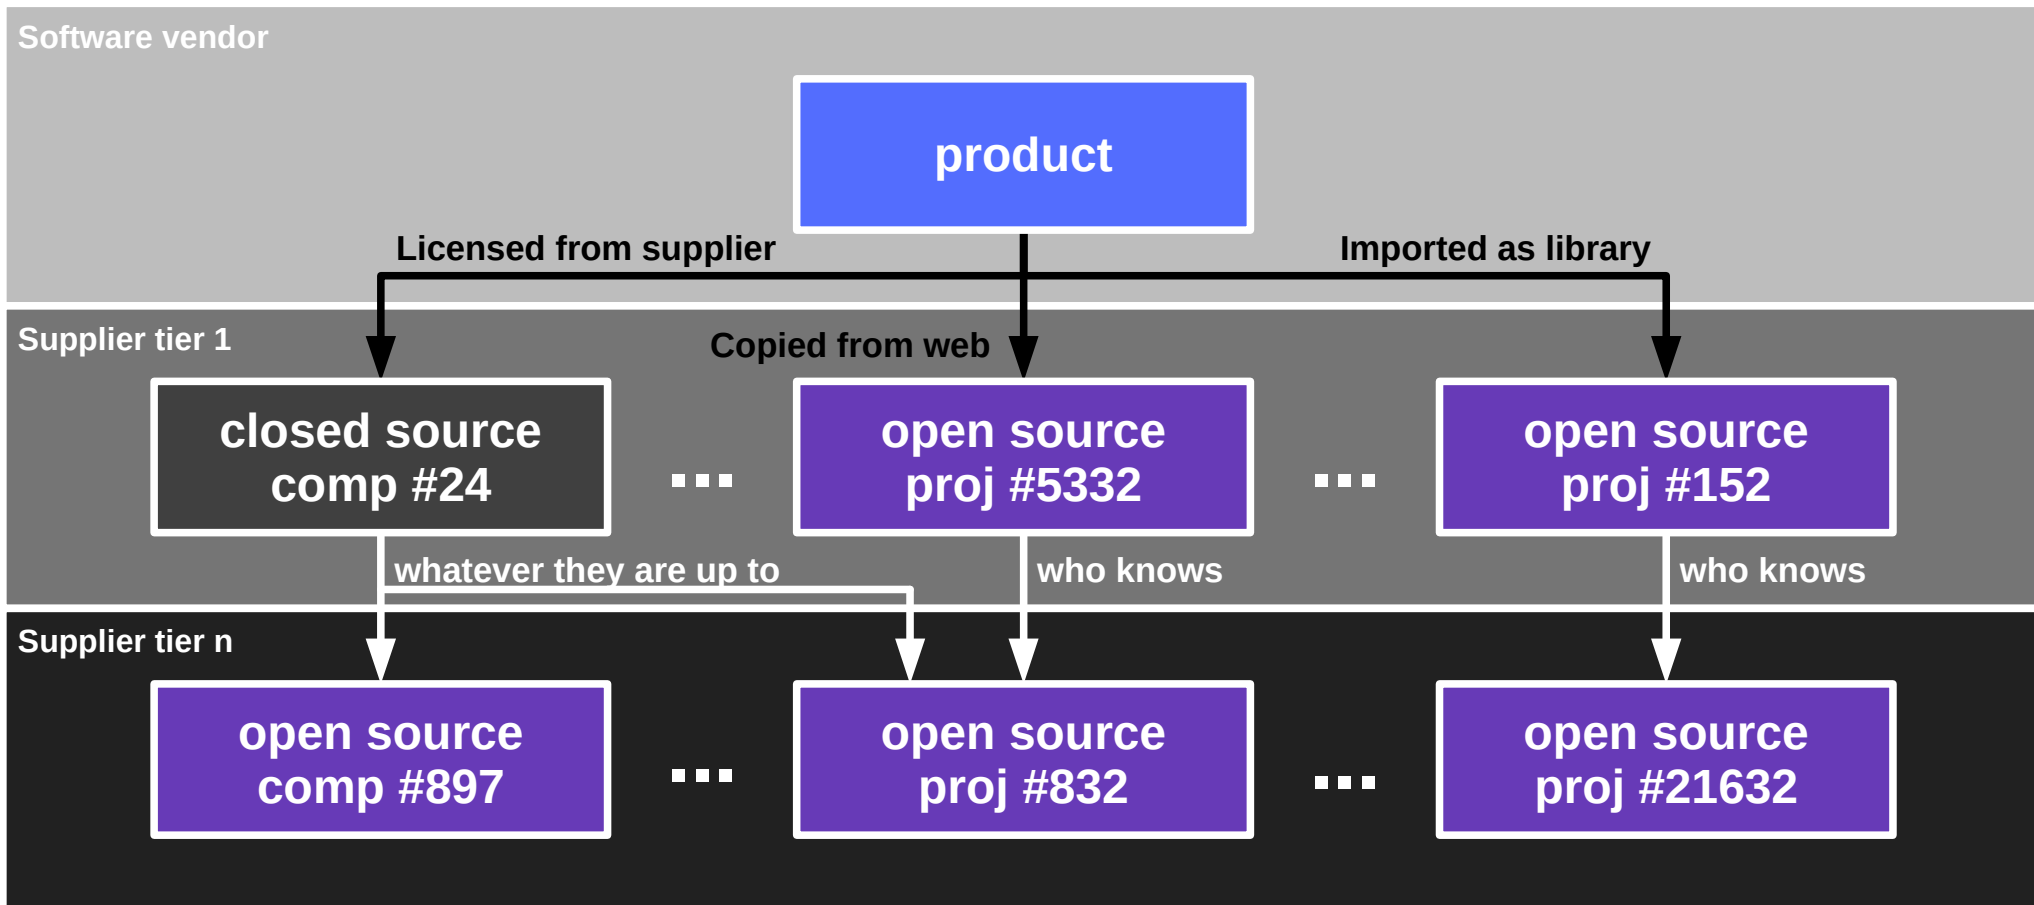 Software vendor
product
Licensed from supplier
Imported as library
Supplier tier 1
Copied from web
closed source
comp #24
...
open source
proj #5332
...
open source
proj #152
whatever they are up to
who knows
who knows
Supplier tier n
open source
comp #897
...
open source
proj #832
...
open source
proj #21632